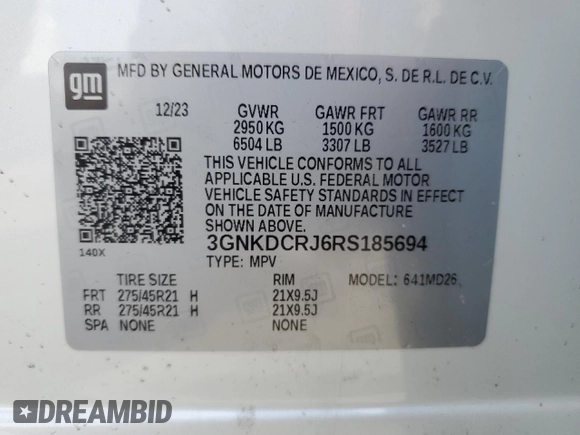 gm MFD BY GENERAL MOTORS DE MEXICO, S. DE R.L. DE C.V.
12/23 GVWR GAWR FRT GAWR RR
2950 KG 1500 KG 1600 KG
6504 LB 3307 LB 3527 LB
THIS VEHICLE CONFORMS TO ALL
APPLICABLE U.S. FEDERAL MOTOR
VEHICLE SAFETY STANDARDS IN EFFECT
ON THE DATE OF MANUFACTURE
SHOWN ABOVE.
140X 3GNKDCRJ6RS185694
TYPE: MPV
TIRE SIZE RIM MODEL: 641MD26
FRT 275/45R21 H 21X9.5J
RR 275/45R21 H 21X9.5J
SPA NONE NONE
DREAMBID